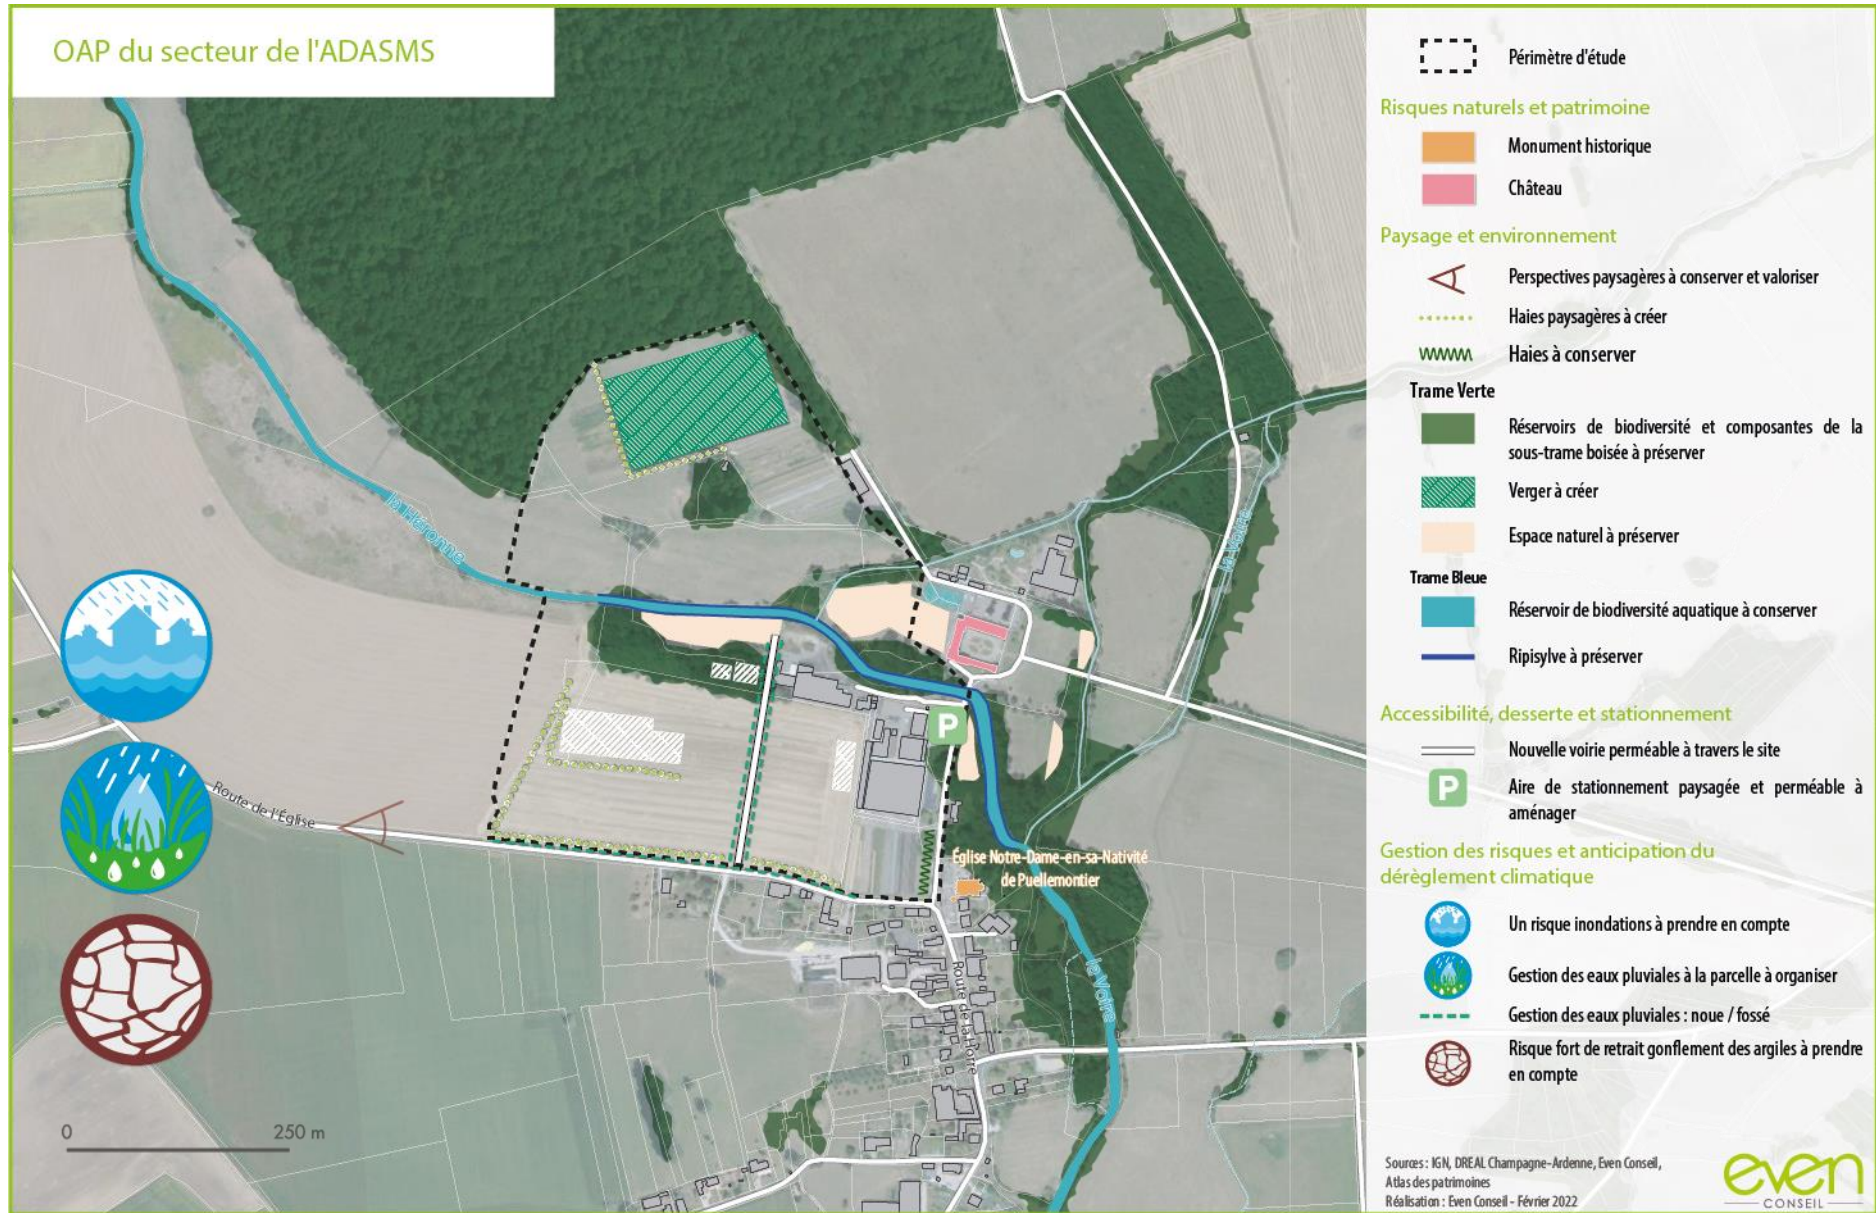 OAP du secteur de l'ADASMS
la Héronne
la Voire
Route de l'Église
Église Notre-Dame-en-sa-Nativité
de Puellemontier
P
Route de la Horre
la Voire
0 250 m
Périmètre d'étude
Risques naturels et patrimoine
Monument historique
Château
Paysage et environnement
Perspectives paysagères à conserver et valoriser
Haies paysagères à créer
Haies à conserver
Trame Verte
Réservoirs de biodiversité et composantes de la
sous-trame boisée à préserver
Verger à créer
Espace naturel à préserver
Trame Bleue
Réservoir de biodiversité aquatique à conserver
Ripisylve à préserver
Accessibilité, desserte et stationnement
Nouvelle voirie perméable à travers le site
P
Aire de stationnement paysagée et perméable à
aménager
Gestion des risques et anticipation du
dérèglement climatique
Un risque inondations à prendre en compte
Gestion des eaux pluviales à la parcelle à organiser
Gestion des eaux pluviales : noue / fossé
Risque fort de retrait gonflement des argiles à prendre
en compte
Sources : IGN, DREAL Champagne-Ardenne, Even Conseil,
Atlas des patrimoines
Réalisation : Even Conseil - Février 2022
even
CONSEIL